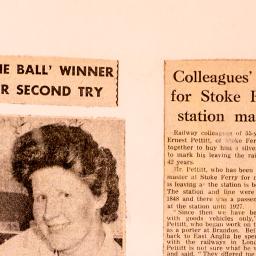 HE BALL' WINNER
R SECOND TRY
Colleagues'
for Stoke F
station ma
Railway colleagues of 55-y
Ernest Pettitt, of Stoke Fer
together to buy him a silve
to mark his leaving the rai
42 years.
Mr. Pettitt, who has been
master at Stoke Ferry for
is leaving as the station is be
The station and line were
1848 and there was a passe
at the station until 1927.
"Since then we have be
with goods vehicles only,"
Pettitt, who began work on t
as a porter at Brandon. Bef
back to East Anglia he spe
with the railways in Lond
Pettitt is not sure what he w
and said, "They offered me